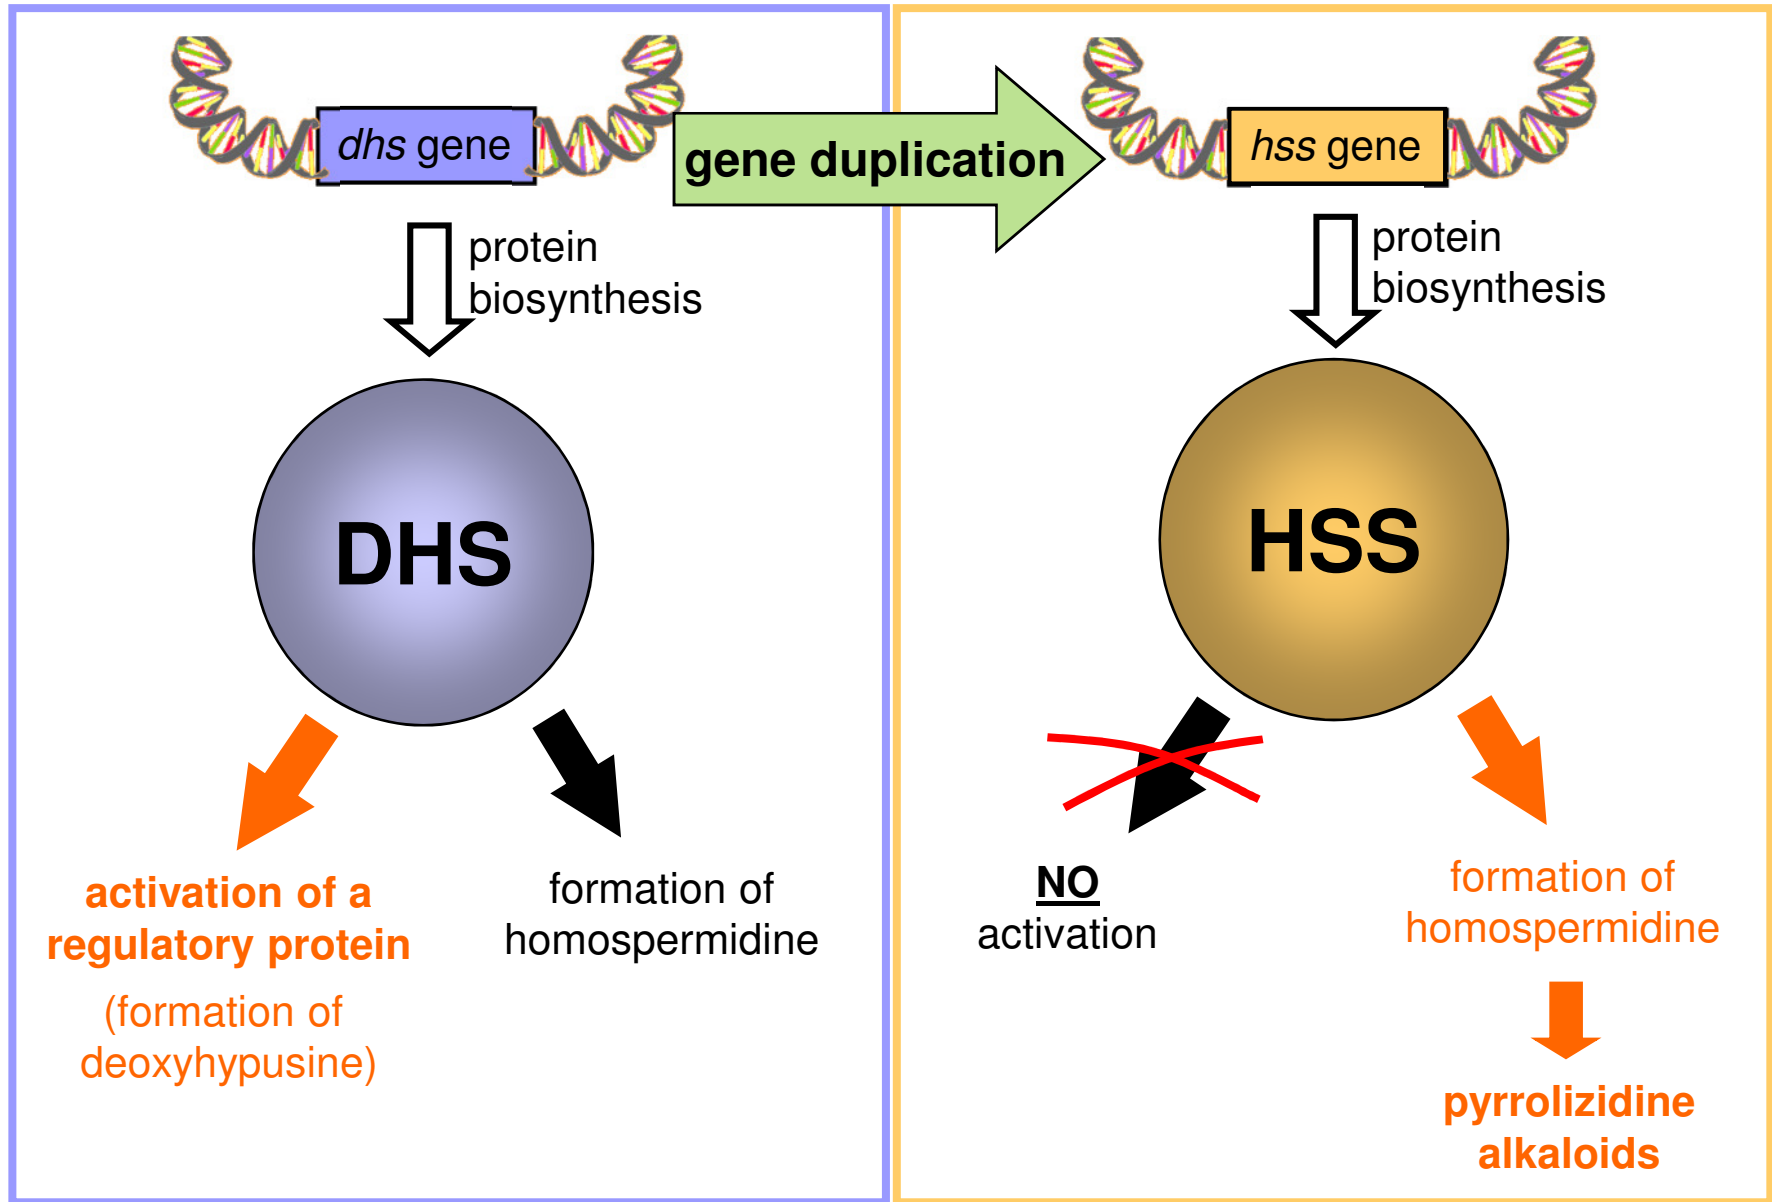 dhs gene
gene duplication
hss gene
protein
biosynthesis
protein
biosynthesis
DHS
HSS
activation of a
regulatory protein
(formation of
deoxyhypusine)
formation of
homospermidine
NO
activation
formation of
homospermidine
pyrrolizidine
alkaloids